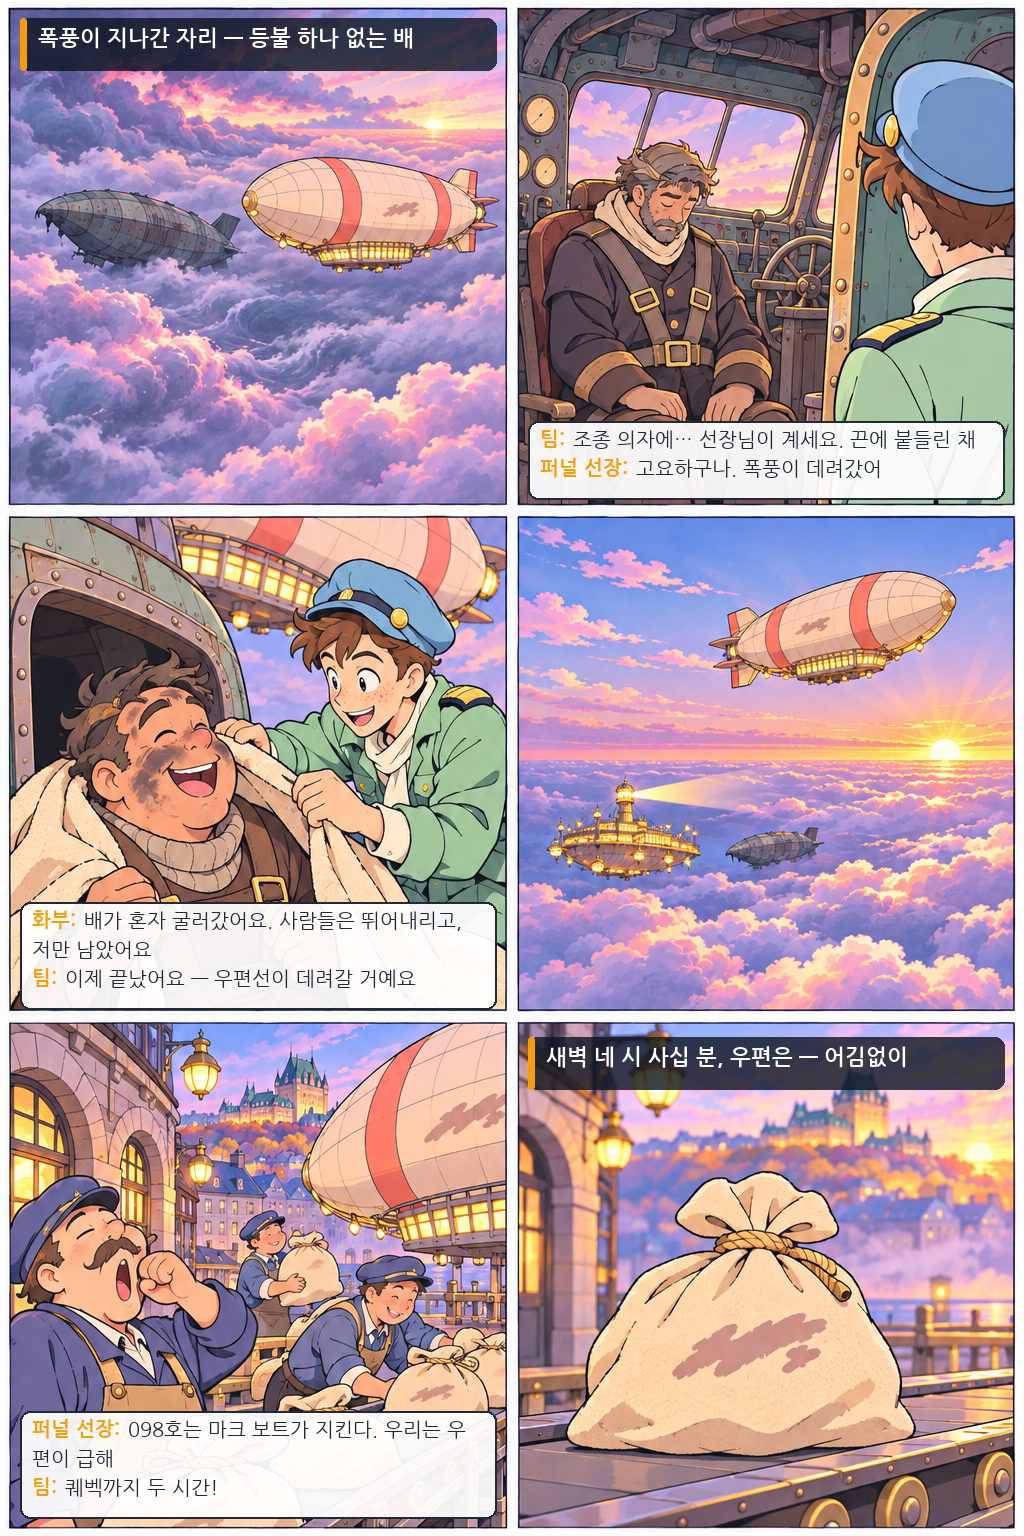 폭풍이 지나간 자리 — 등불 하나 없는 배
팀: 조종 의자에… 선장님이 계세요. 끈에 붙들린 채
퍼널 선장: 고요하구나. 폭풍이 데려갔어
화부: 배가 혼자 굴러갔어요. 사람들은 뛰어내리고,
저만 남았어요
팀: 이제 끝났어요 — 우편선이 데려갈 거예요
퍼널 선장: 098호는 마크 보트가 지킨다. 우리는 우
편이 급해
팀: 퀘벡까지 두 시간!
새벽 네 시 사십 분, 우편은 — 어김없이